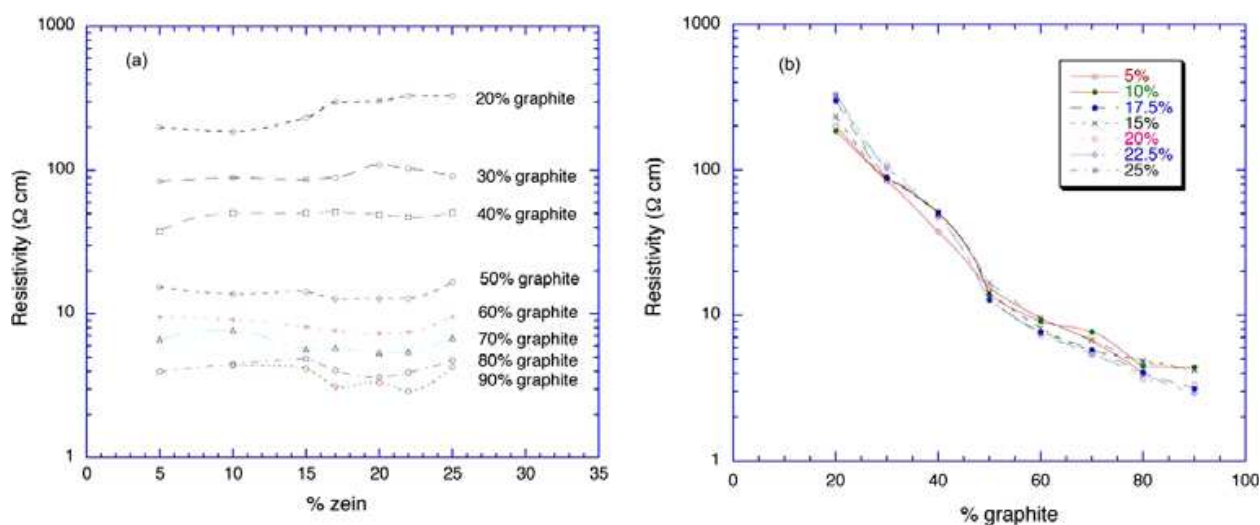 (a)
Resistivity (Ω cm)
1000
100
10
1
20% graphite
30% graphite
40% graphite
50% graphite
60% graphite
70% graphite
80% graphite
90% graphite
0 5 10 15 20 25 30 35
% zein
(b)
Resistivity (Ω cm)
1000
100
10
1
5%
10%
17.5%
15%
20%
22.5%
25%
0 20 40 60 80 100
% graphite